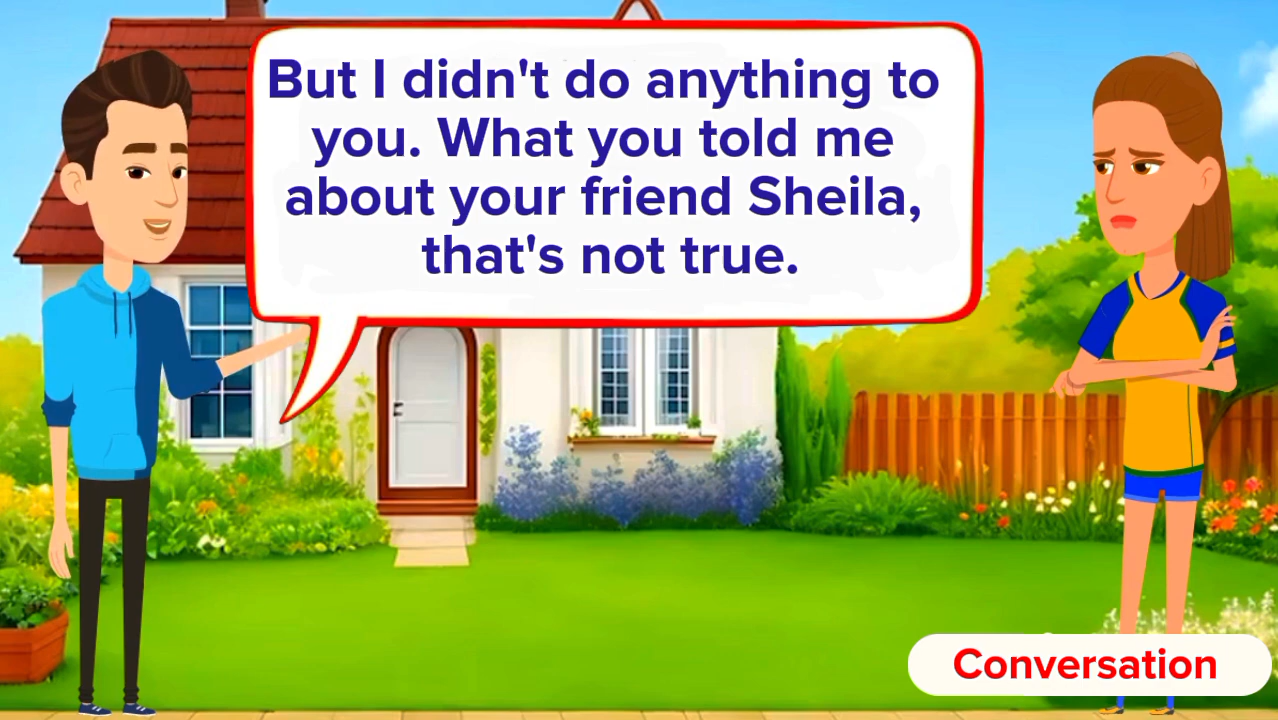 But I didn't do anything to
you. What you told me
about your friend Sheila,
that's not true.
Conversation